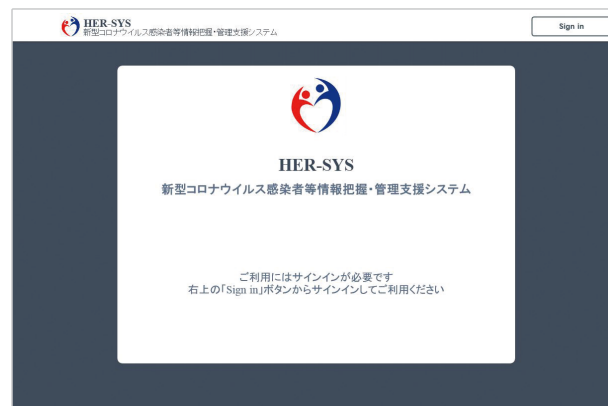 HER-SYS
新型コロナウイルス感染者等情報把握・管理支援システム
Sign in
HER-SYS
新型コロナウイルス感染者等情報把握・管理支援システム
ご利用にはサインインが必要です
右上の「Sign in」ボタンからサインインしてご利用ください